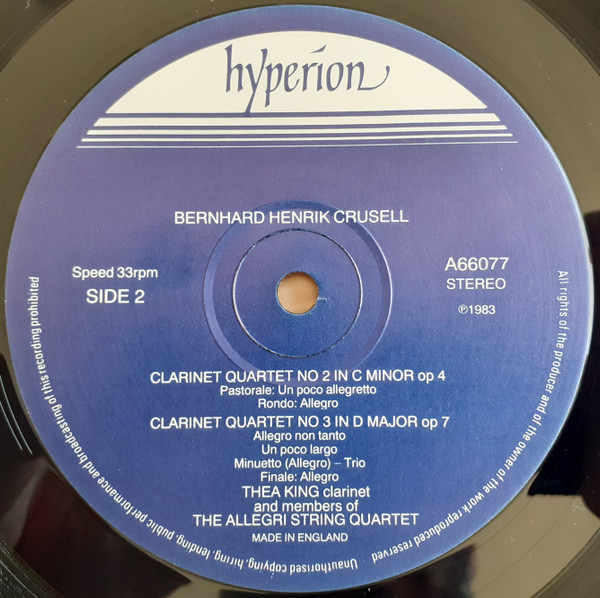 hyperion
BERNHARD HENRIK CRUSELL
Speed 33rpm
SIDE 2
A66077
STEREO
℗1983
CLARINET QUARTET NO 2 IN C MINOR op 4
Pastorale: Un poco allegretto
Rondo: Allegro
CLARINET QUARTET NO 3 IN D MAJOR op 7
Allegro non tanto
Un poco largo
Minuetto (Allegro) – Trio
Finale: Allegro
THEA KING clarinet
and members of
THE ALLEGRI STRING QUARTET
MADE IN ENGLAND
All rights of the producer and of the owner of the work reproduced reserved
Unauthorised copying, hiring, lending, public performance and broadcasting of this recording prohibited